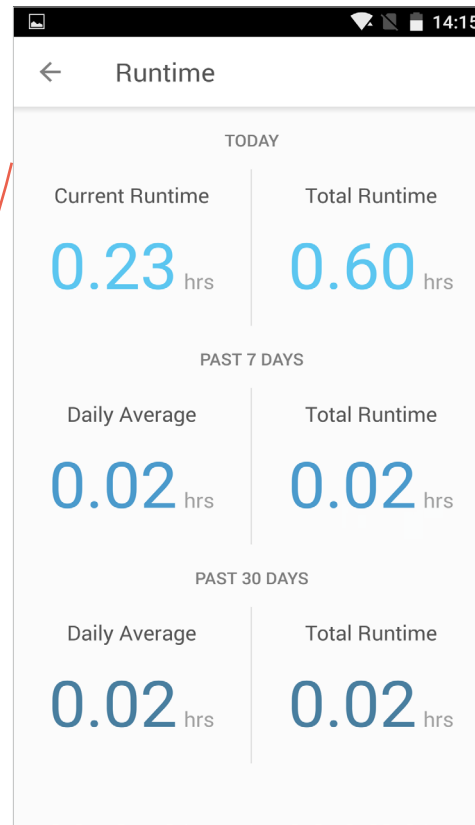 14:15
Runtime
TODAY
Current Runtime Total Runtime
0.23 hrs 0.60 hrs
PAST 7 DAYS
Daily Average Total Runtime
0.02 hrs 0.02 hrs
PAST 30 DAYS
Daily Average Total Runtime
0.02 hrs 0.02 hrs